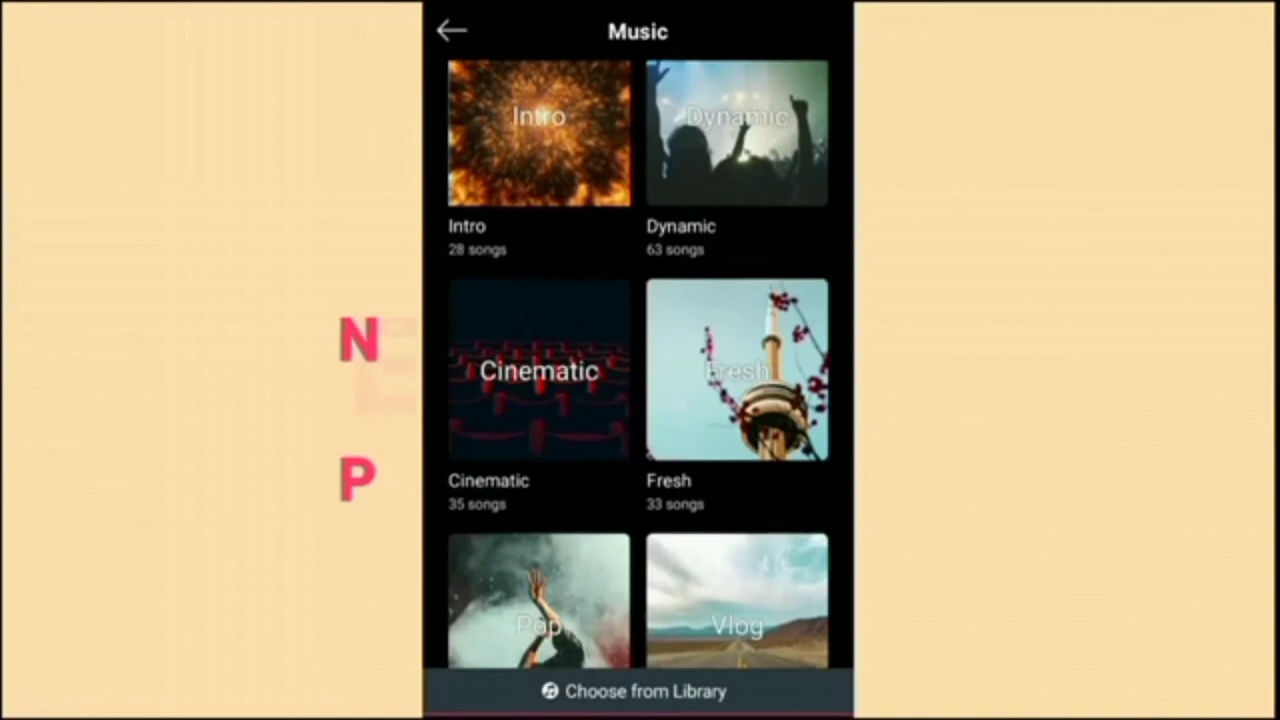 Music
Intro
Dynamic
Intro
Dynamic
28 songs
63 songs
N
Cinematic
Fresh
P
Cinematic
Fresh
35 songs
33 songs
Pop
Vlog
Choose from Library